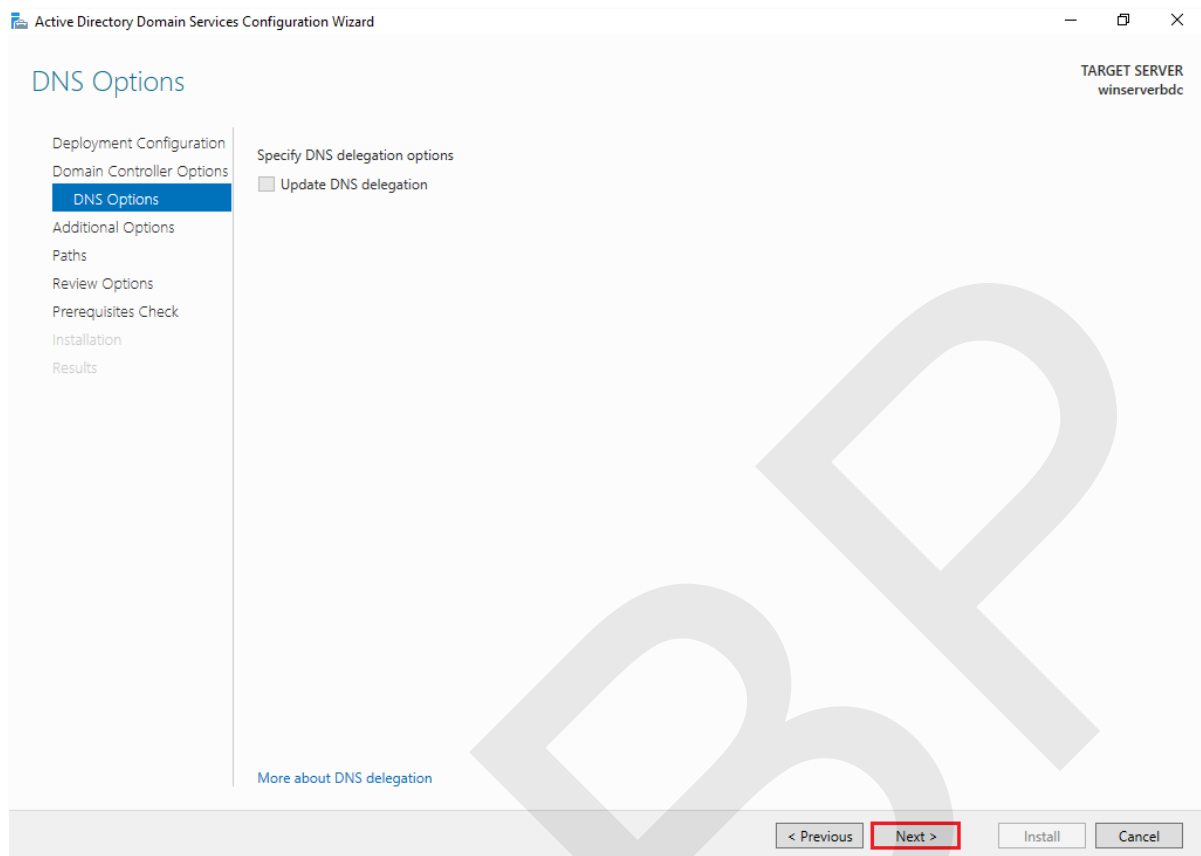 Active Directory Domain Services Configuration Wizard
DNS Options
TARGET SERVER
winserverbdc
Deployment Configuration
Domain Controller Options
DNS Options
Additional Options
Paths
Review Options
Prerequisites Check
Installation
Results
Specify DNS delegation options
Update DNS delegation
More about DNS delegation
< Previous
Next >
Install
Cancel
BP